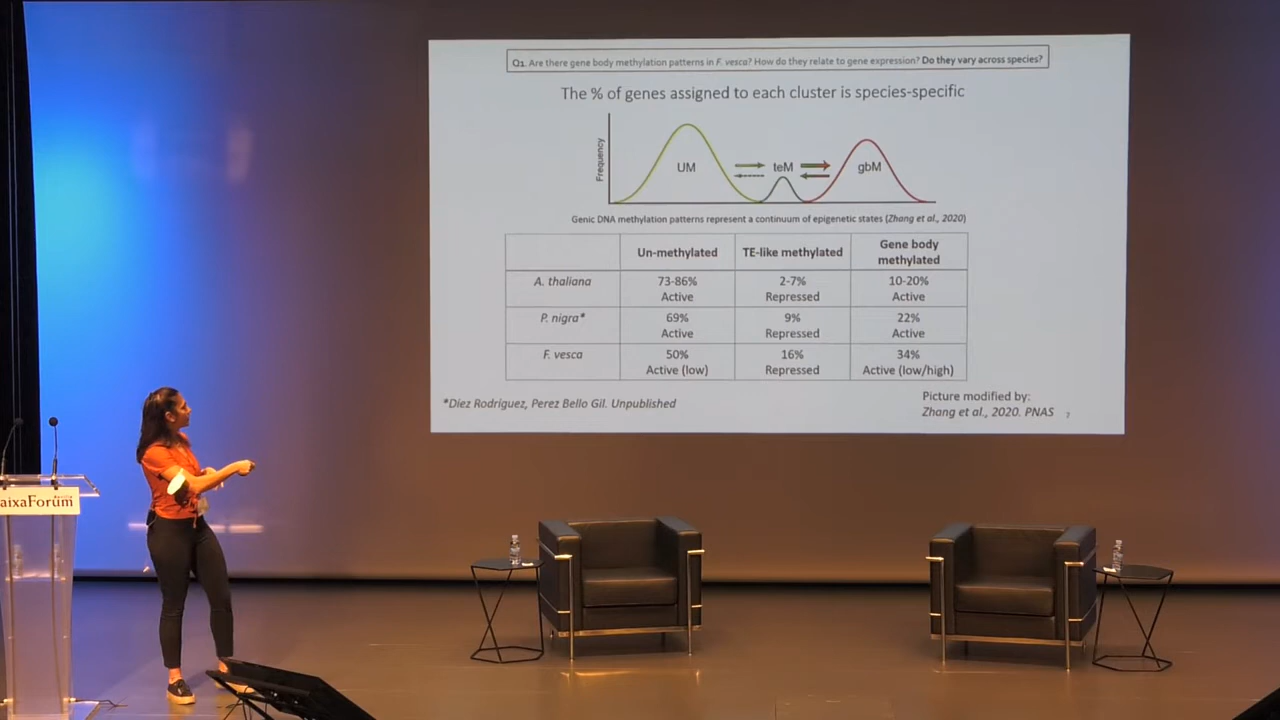 Q1. Are there gene body methylation patterns in F. vesca? How do they relate to gene expression? Do they vary across species?
The % of genes assigned to each cluster is species-specific
Frequency
UM
teM
gbM
Genic DNA methylation patterns represent a continuum of epigenetic states (Zhang et al., 2020)
Un-methylated TE-like methylated Gene body methylated
A. thaliana 73-86% Active 2-7% Repressed 10-20% Active
P. nigra* 69% Active 9% Repressed 22% Active
F. vesca 50% Active (low) 16% Repressed 34% Active (low/high)
*Díez Rodriguez, Perez Bello Gil. Unpublished
Picture modified by:
Zhang et al., 2020. PNAS
7
aixaForum